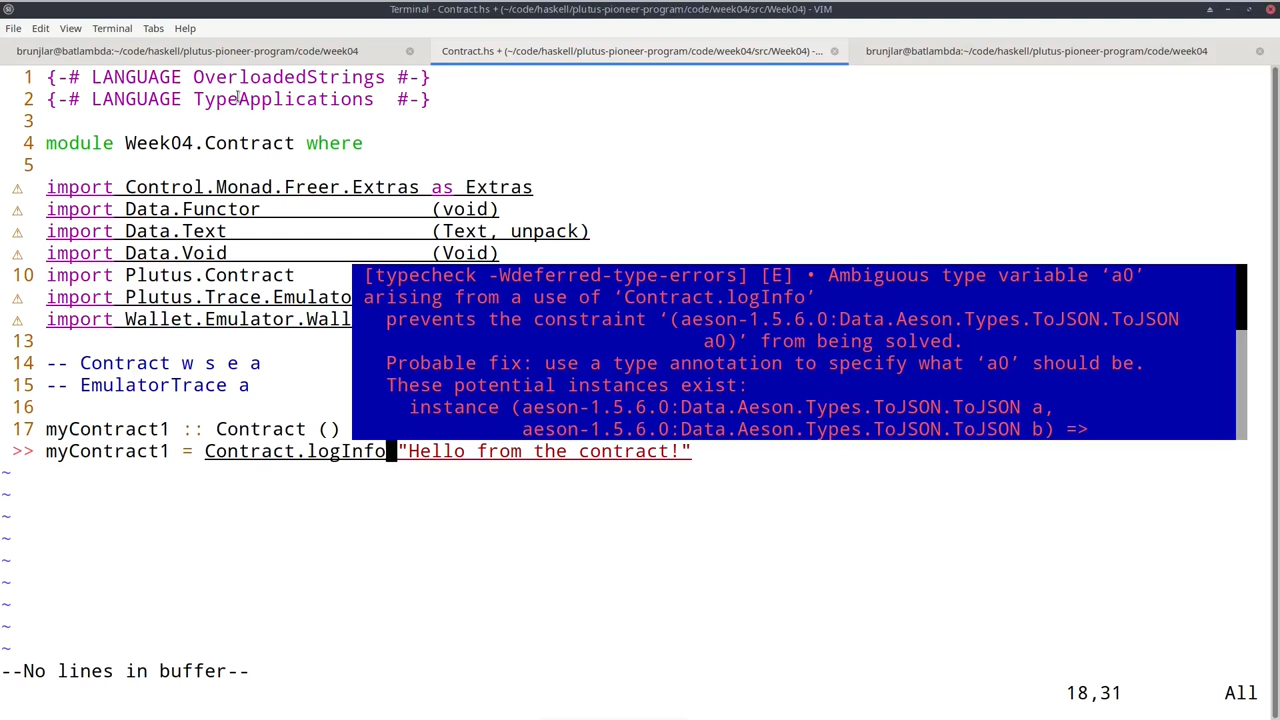 Terminal - Contract.hs + (~/code/haskell/plutus-pioneer-program/code/week04/src/Week04) - VIM
File Edit View Terminal Tabs Help
brunjlar@batlambda:~/code/haskell/plutus-pioneer-program/code/week04 Contract.hs + (~/code/haskell/plutus-pioneer-program/code/week04/src/Week04) -... brunjlar@batlambda:~/code/haskell/plutus-pioneer-program/code/week04
1 {-# LANGUAGE OverloadedStrings #-}
2 {-# LANGUAGE TypeApplications  #-}
3
4 module Week04.Contract where
5
⚠ import Control.Monad.Freer.Extras as Extras
⚠ import Data.Functor               (void)
⚠ import Data.Text                  (Text, unpack)
⚠ import Data.Void                  (Void)
10 import Plutus.Contract
⚠ import Plutus.Trace.Emulato
⚠ import Wallet.Emulator.Wall
13
14 -- Contract w s e a
15 -- EmulatorTrace a
16
17 myContract1 :: Contract ()
[typecheck -Wdeferred-type-errors] [E] • Ambiguous type variable ‘a0’
arising from a use of ‘Contract.logInfo’
prevents the constraint ‘(aeson-1.5.6.0:Data.Aeson.Types.ToJSON.ToJSON
a0)’ from being solved.
Probable fix: use a type annotation to specify what ‘a0’ should be.
These potential instances exist:
instance (aeson-1.5.6.0:Data.Aeson.Types.ToJSON.ToJSON a,
aeson-1.5.6.0:Data.Aeson.Types.ToJSON.ToJSON b) =>
>> myContract1 = Contract.logInfo "Hello from the contract!"
~
~
~
~
~
~
~
~
~
--No lines in buffer--
18,31 All